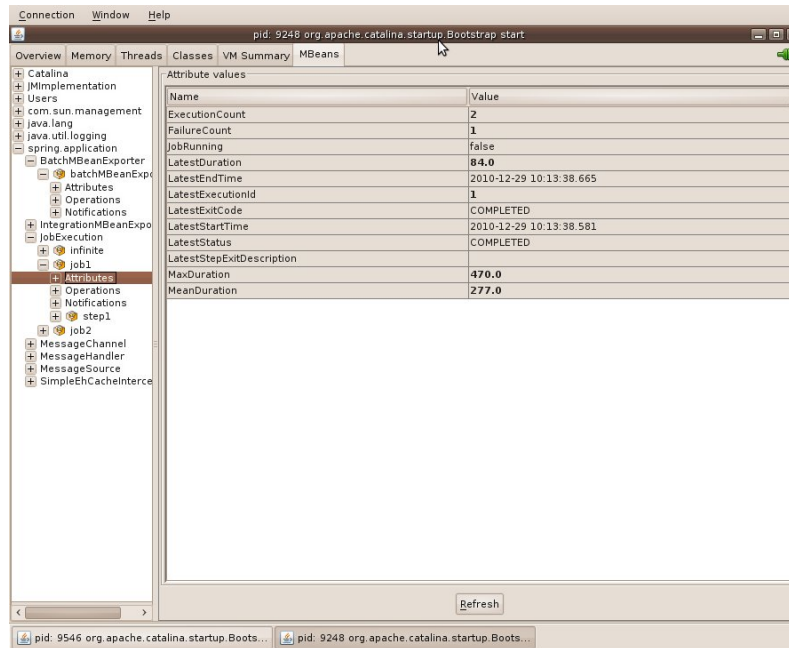 Connection Window Help
pid: 9248 org.apache.catalina.startup.Bootstrap start
Overview Memory Threads Classes VM Summary MBeans
Catalina
JMImplementation
Users
com.sun.management
java.lang
java.util.logging
spring.application
BatchMBeanExporter
batchMBeanExpo
Attributes
Operations
Notifications
IntegrationMBeanExpo
JobExecution
infinite
job1
Attributes
Operations
Notifications
step1
job2
MessageChannel
MessageHandler
MessageSource
SimpleEhCacheInterce
Attribute values
Name Value
ExecutionCount 2
FailureCount 1
JobRunning false
LatestDuration 84.0
LatestEndTime 2010-12-29 10:13:38.665
LatestExecutionId 1
LatestExitCode COMPLETED
LatestStartTime 2010-12-29 10:13:38.581
LatestStatus COMPLETED
LatestStepExitDescription
MaxDuration 470.0
MeanDuration 277.0
Refresh
pid: 9546 org.apache.catalina.startup.Boots... pid: 9248 org.apache.catalina.startup.Boots...